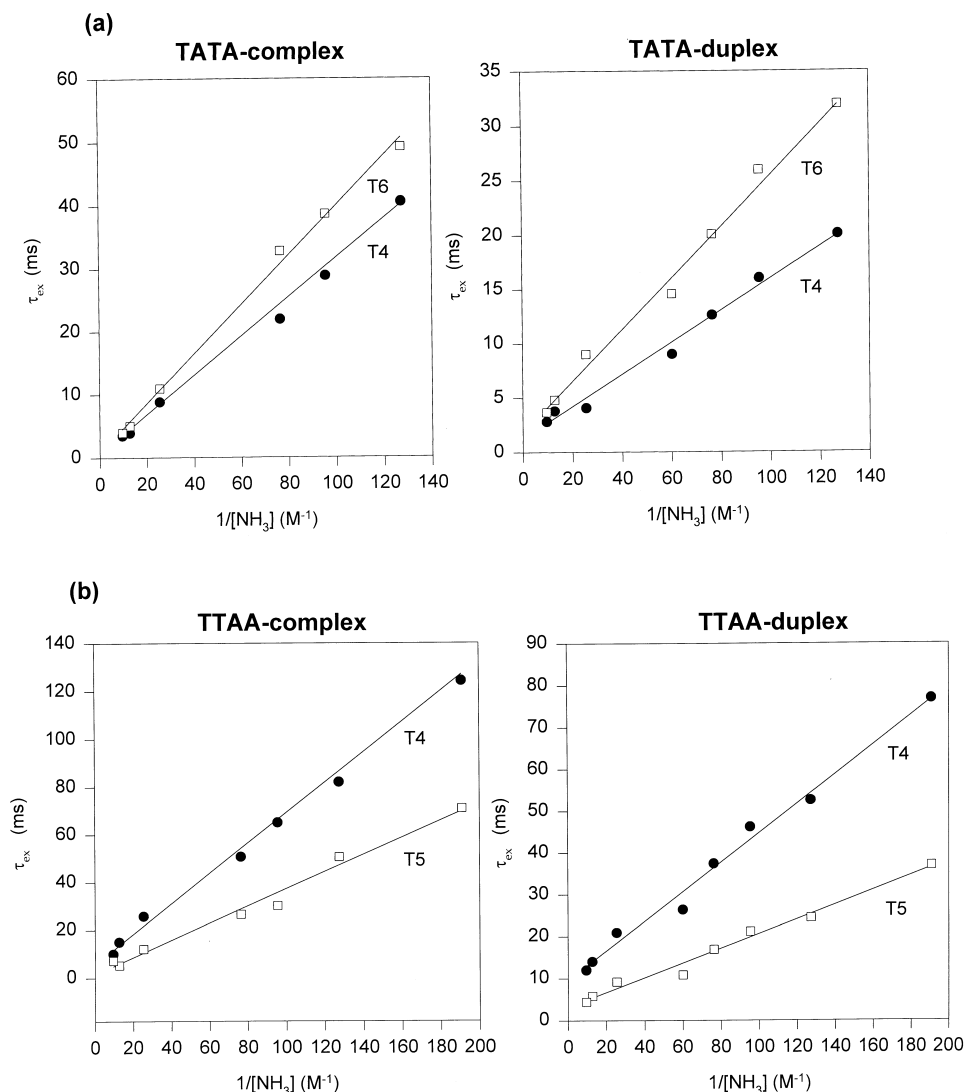 (a)
TATA-complex
TATA-duplex
60
50
40
30
20
10
0
τex (ms)
T6
T4
0 20 40 60 80 100 120 140
1/[NH3] (M-1)
35
30
25
20
15
10
5
0
τex (ms)
T6
T4
0 20 40 60 80 100 120 140
1/[NH3] (M-1)
(b)
TTAA-complex
TTAA-duplex
140
120
100
80
60
40
20
0
τex (ms)
T4
T5
0 20 40 60 80 100 120 140 160 180 200
1/[NH3] (M-1)
90
80
70
60
50
40
30
20
10
0
τex (ms)
T4
T5
0 20 40 60 80 100 120 140 160 180 200
1/[NH3] (M-1)